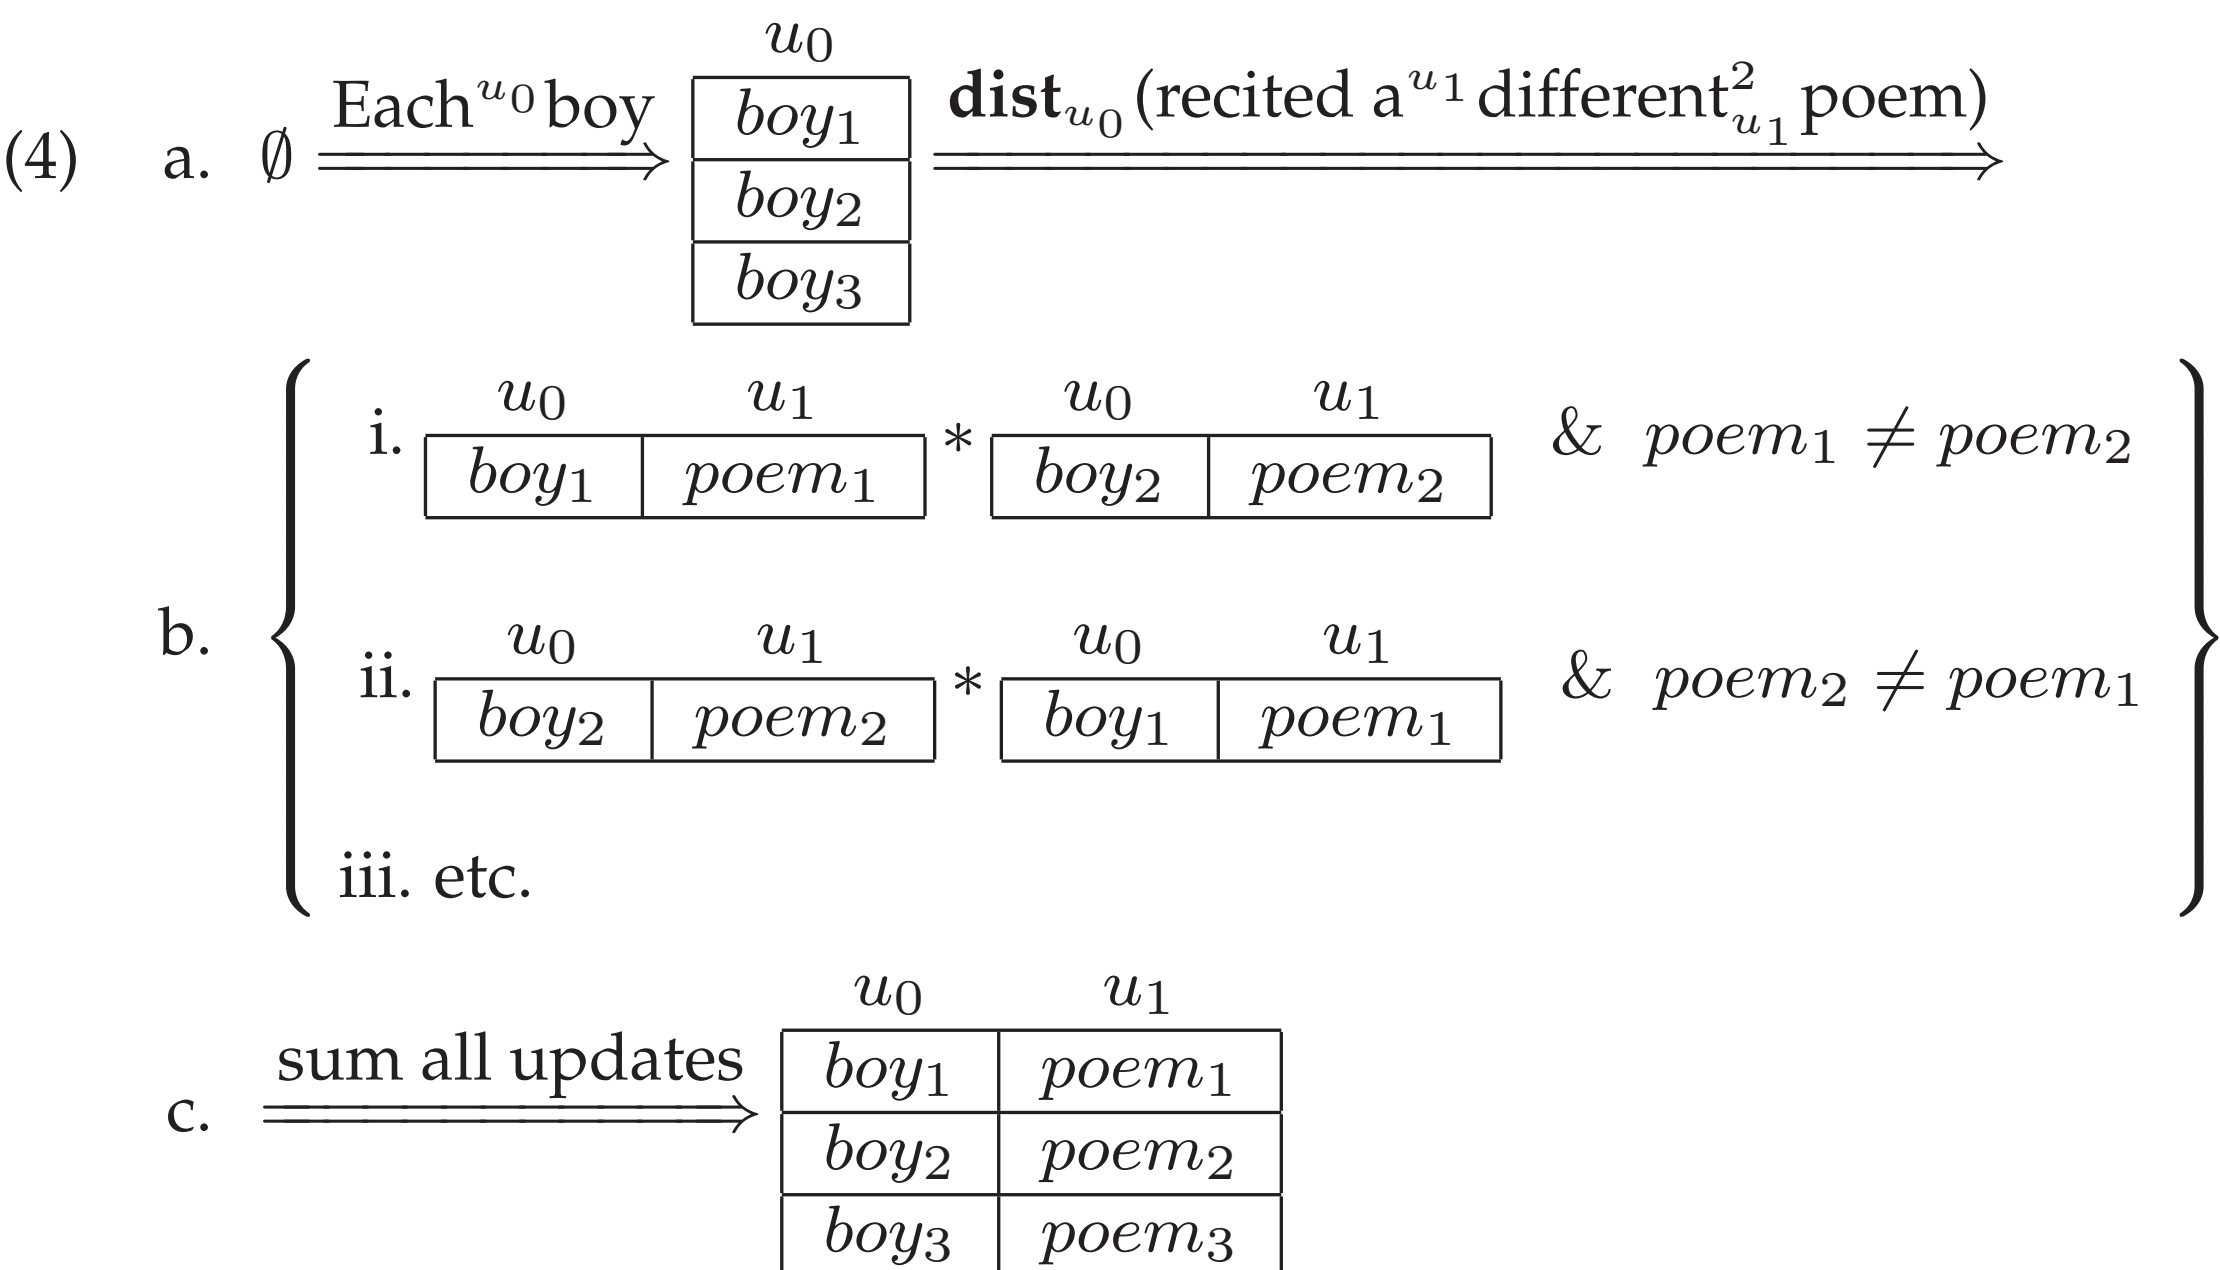 u₀
(4) a. ∅ Each^u₀ boy boy₁ dist_u₀(recited a^u₁ different²_u₁ poem)
boy₂
boy₃
u₀ u₁ u₀ u₁
i. boy₁ poem₁ * boy₂ poem₂ & poem₁ ≠ poem₂
b.
u₀ u₁ u₀ u₁
ii. boy₂ poem₂ * boy₁ poem₁ & poem₂ ≠ poem₁
iii. etc.
u₀ u₁
c. sum all updates boy₁ poem₁
boy₂ poem₂
boy₃ poem₃